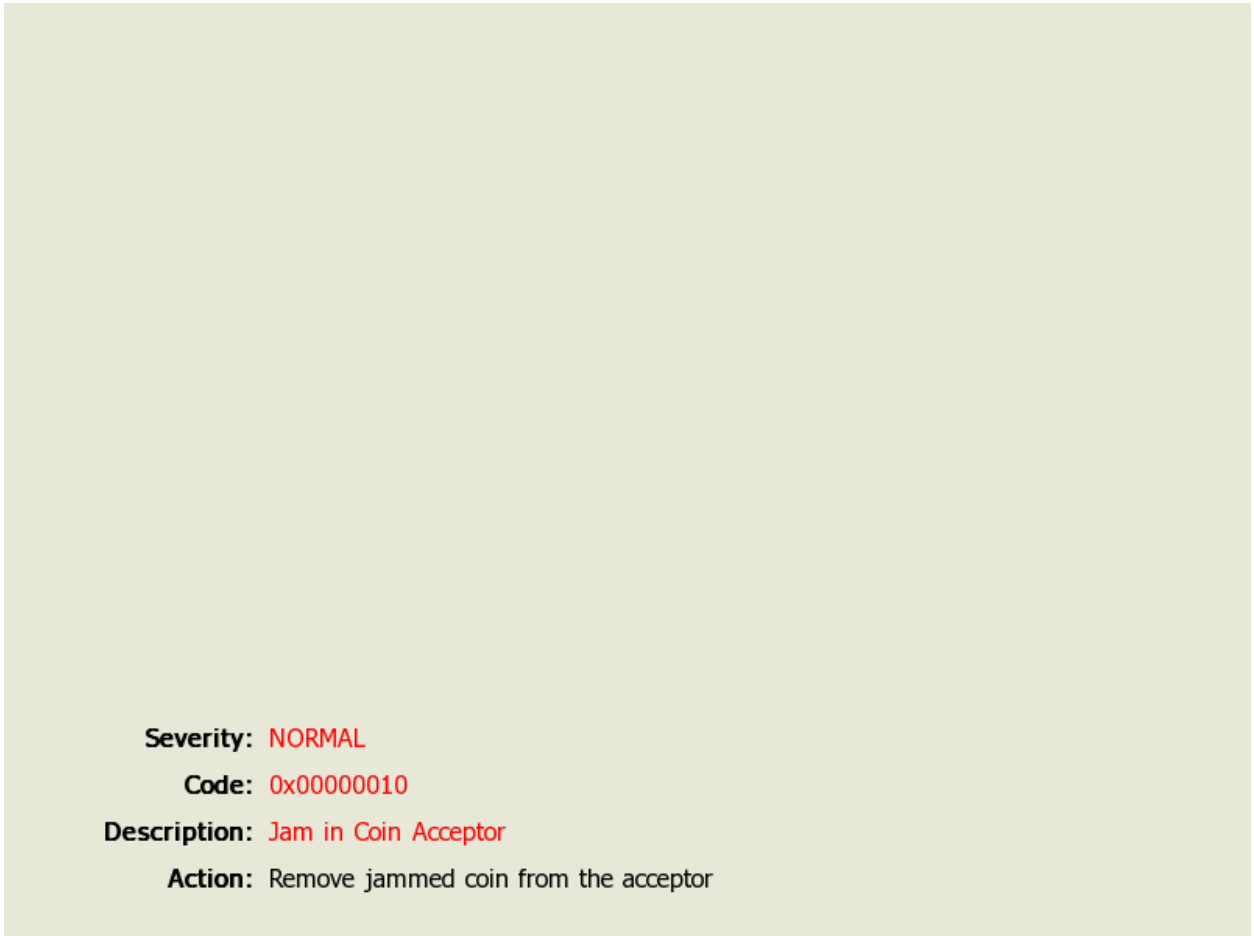 Severity: NORMAL
Code: 0x00000010
Description: Jam in Coin Acceptor
Action: Remove jammed coin from the acceptor